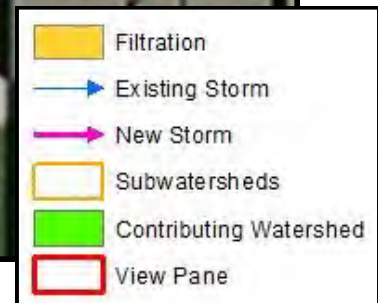 Filtration
Existing Storm
New Storm
Subwatersheds
Contributing Watershed
View Pane